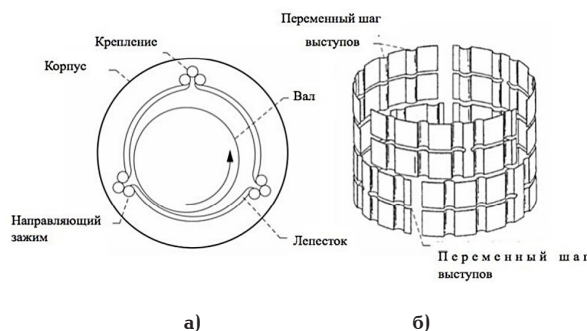 Переменный шаг
выступов
Крепление
Корпус
Вал
Направляющий
зажим
Лепесток
Переменный шаг
выступов
а)
б)